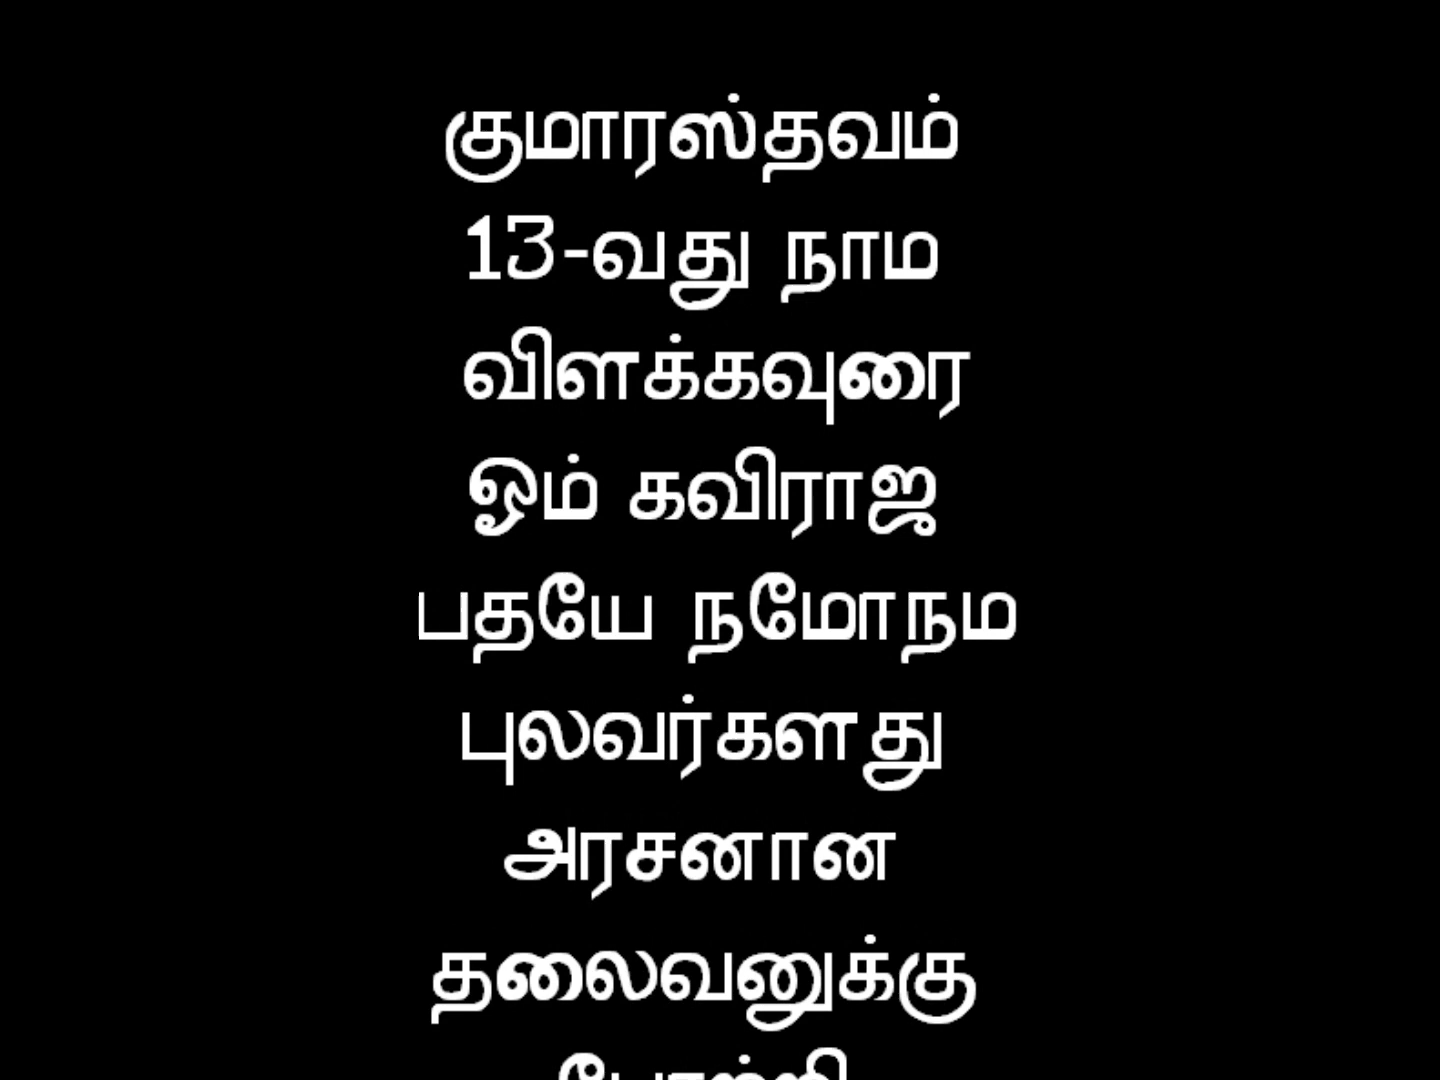 குமாரஸ்தவம்
13-வது நாம
விளக்கவுரை
ஓம் கவிராஜ
பதயே நமோநம
புலவர்களது
அரசனான
தலைவனுக்கு
போற்றி